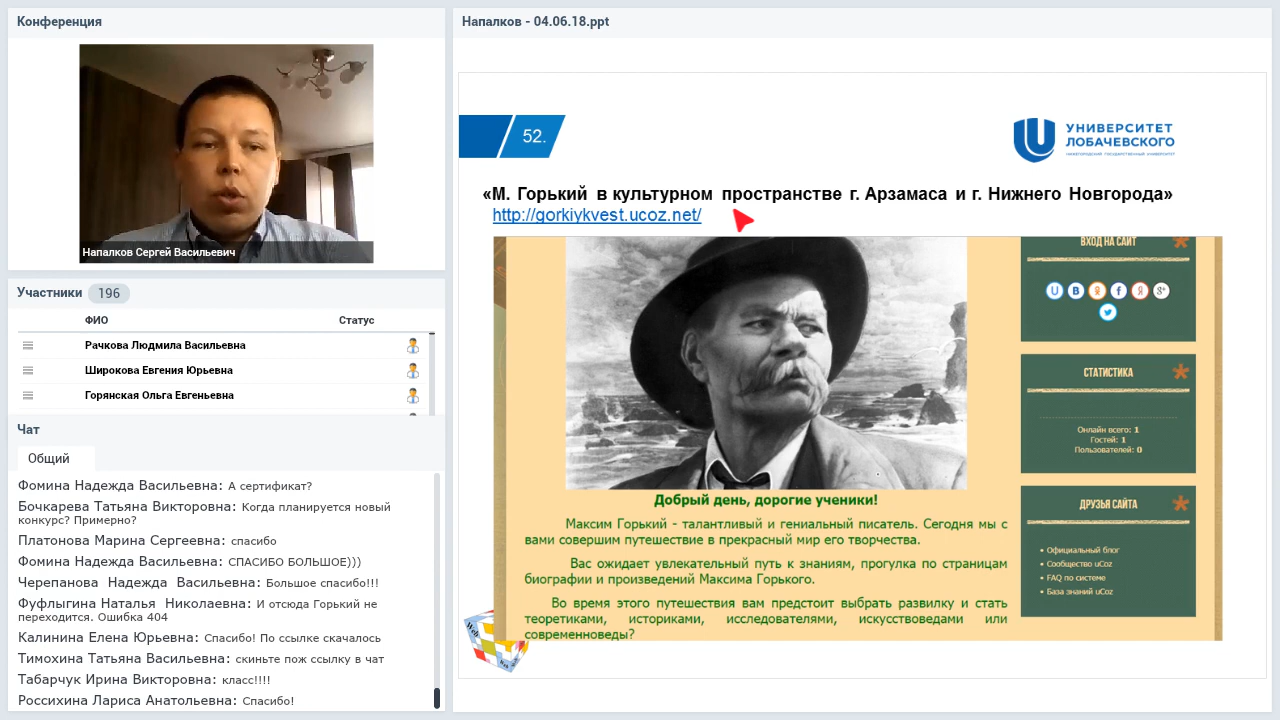 Конференция
Напалков Сергей Васильевич
Участники 196
ФИО Статус
Рачкова Людмила Васильевна
Широкова Евгения Юрьевна
Горянская Ольга Евгеньевна
Чат
Общий
Фомина Надежда Васильевна: А сертификат?
Бочкарева Татьяна Викторовна: Когда планируется новый
конкурс? Примерно?
Платонова Марина Сергеевна: спасибо
Фомина Надежда Васильевна: СПАСИБО БОЛЬШОЕ)))
Черепанова Надежда Васильевна: Большое спасибо!!!
Фуфлыгина Наталья Николаевна: И отсюда Горький не
переходится. Ошибка 404
Калинина Елена Юрьевна: Спасибо! По ссылке скачалось
Тимохина Татьяна Васильевна: скиньте пож ссылку в чат
Табарчук Ирина Викторовна: класс!!!!
Россихина Лариса Анатольевна: Спасибо!
Напалков - 04.06.18.ppt
52.
УНИВЕРСИТЕТ
ЛОБАЧЕВСКОГО
«М. Горький в культурном пространстве г. Арзамаса и г. Нижнего Новгорода»
http://gorkiykvest.ucoz.net/
Добрый день, дорогие ученики!
Максим Горький - талантливый и гениальный писатель. Сегодня мы с
вами совершим путешествие в прекрасный мир его творчества.
Вас ожидает увлекательный путь к знаниям, прогулка по страницам
биографии и произведений Максима Горького.
Во время этого путешествия вам предстоит выбрать развилку и стать
теоретиками, историками, исследователями, искусствоведами или
современноведы?
ВХОД НА САЙТ
СТАТИСТИКА
Онлайн всего: 1
Гостей: 1
Пользователей: 0
ДРУЗЬЯ САЙТА
• Официальный блог
• Сообщество uCoz
• FAQ по системе
• База знаний uCoz